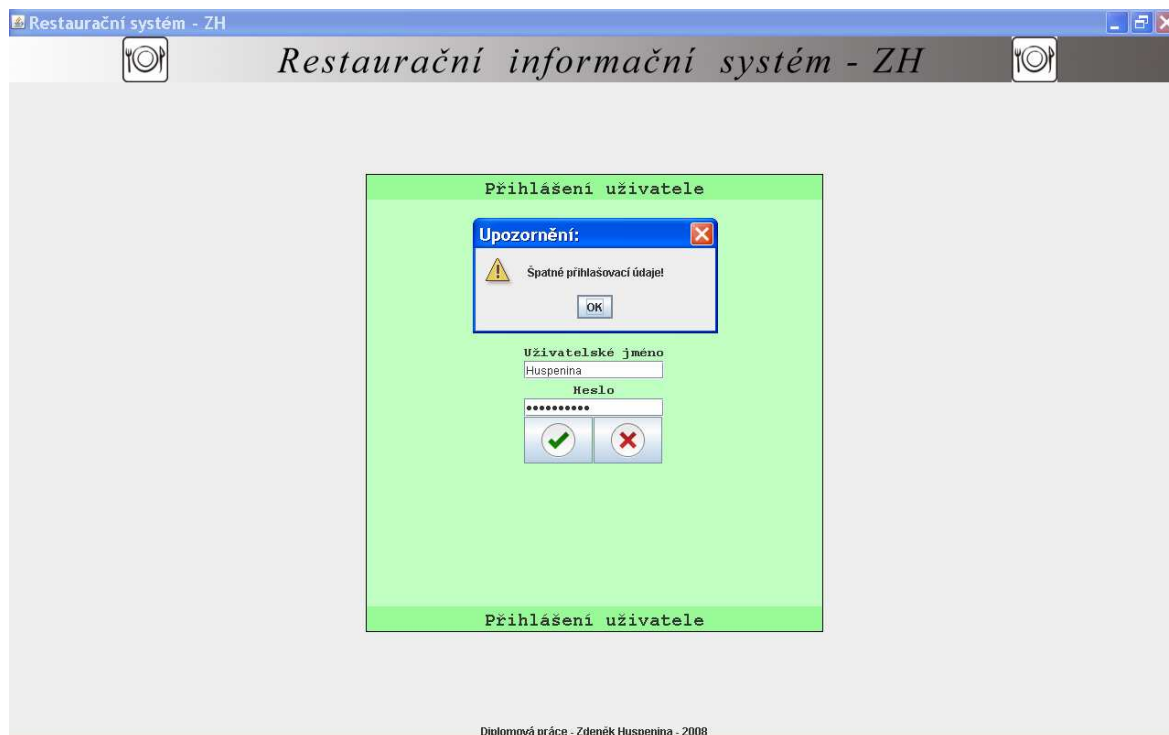 Restaurační systém - ZH
Restaurační informační systém - ZH
Přihlášení uživatele
Upozornění:
Špatné přihlašovací údaje!
OK
Uživatelské jméno
Huspenina
Heslo
••••••••••
Přihlášení uživatele
Diplomová práce - Zdeněk Huspenina - 2008